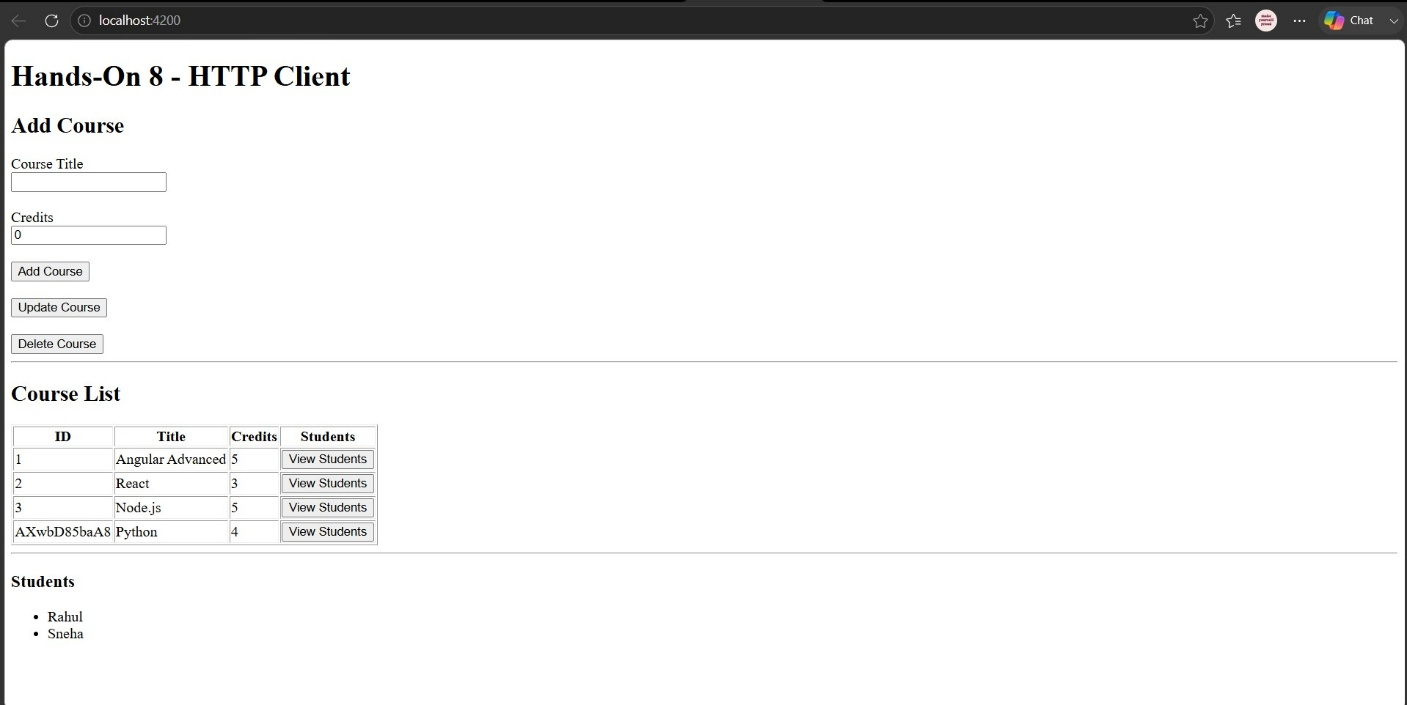 localhost:4200
Chat
Hands-On 8 - HTTP Client
Add Course
Course Title
Credits
0
Add Course
Update Course
Delete Course
Course List
ID Title Credits Students
1 Angular Advanced 5 View Students
2 React 3 View Students
3 Node.js 5 View Students
AXwbD85baA8 Python 4 View Students
Students
Rahul
Sneha